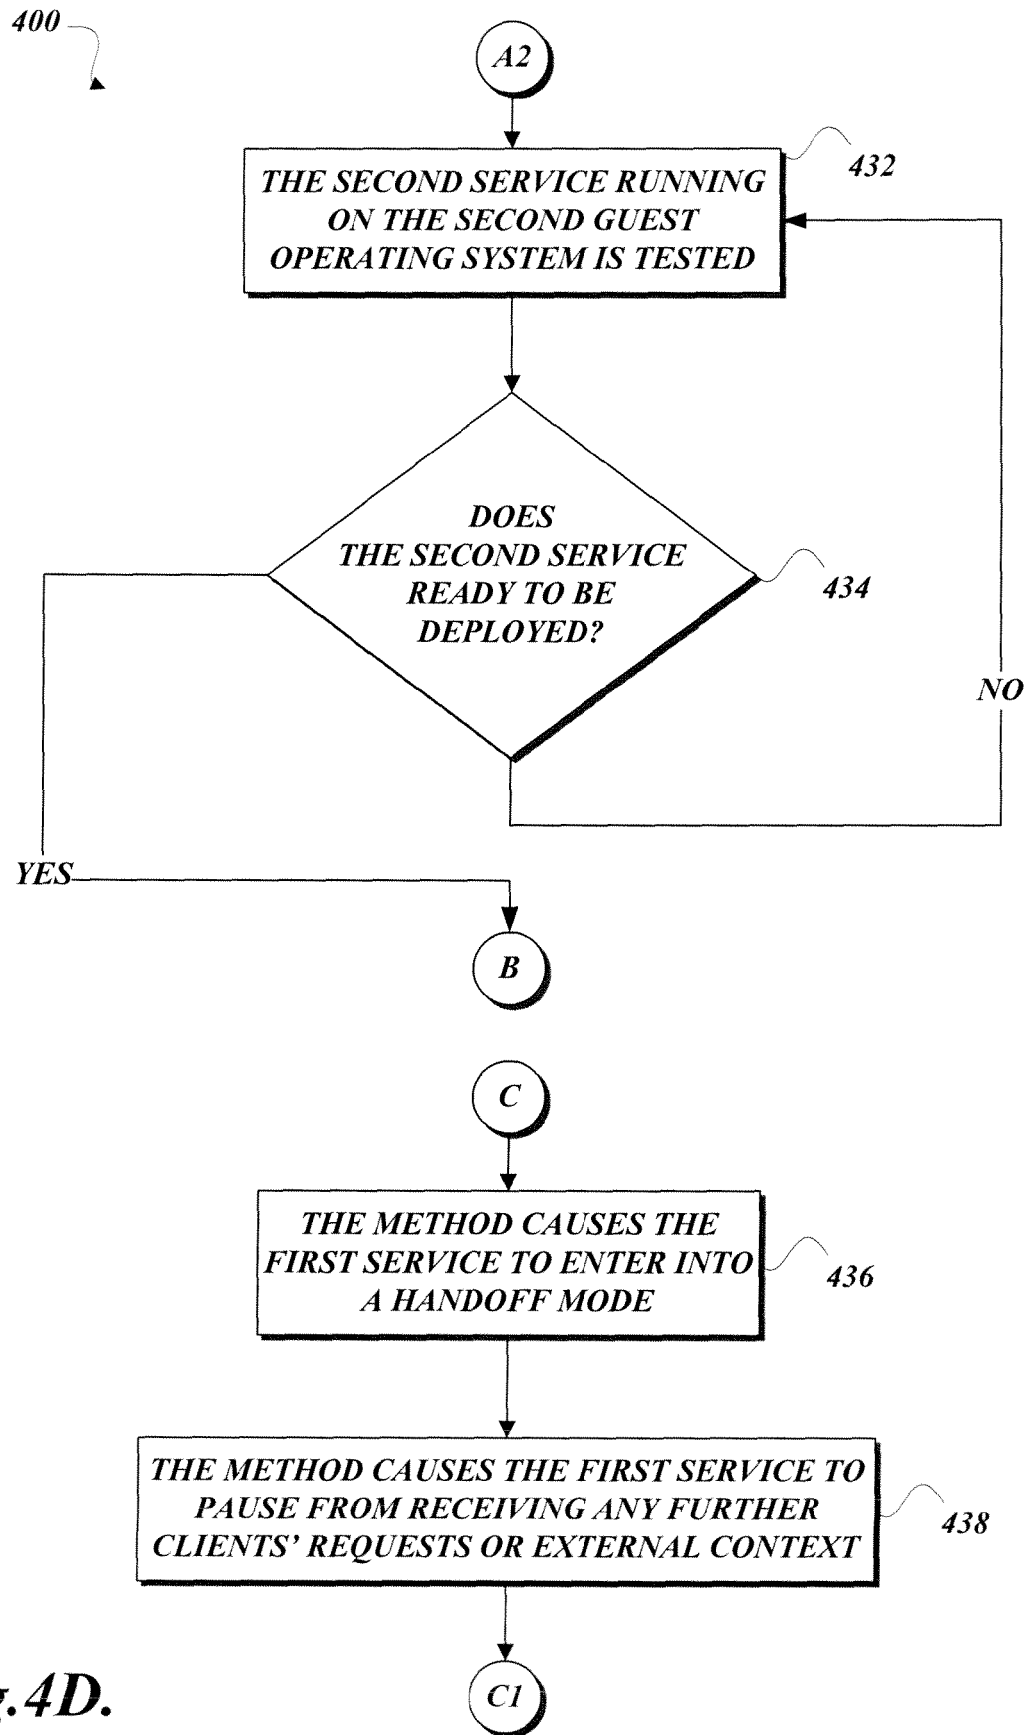 400
A2
432
THE SECOND SERVICE RUNNING
ON THE SECOND GUEST
OPERATING SYSTEM IS TESTED
DOES
THE SECOND SERVICE
READY TO BE
DEPLOYED?
434
NO
YES
B
C
THE METHOD CAUSES THE
FIRST SERVICE TO ENTER INTO
A HANDOFF MODE
436
THE METHOD CAUSES THE FIRST SERVICE TO
PAUSE FROM RECEIVING ANY FURTHER
CLIENTS' REQUESTS OR EXTERNAL CONTEXT
438
C1
g.4D.